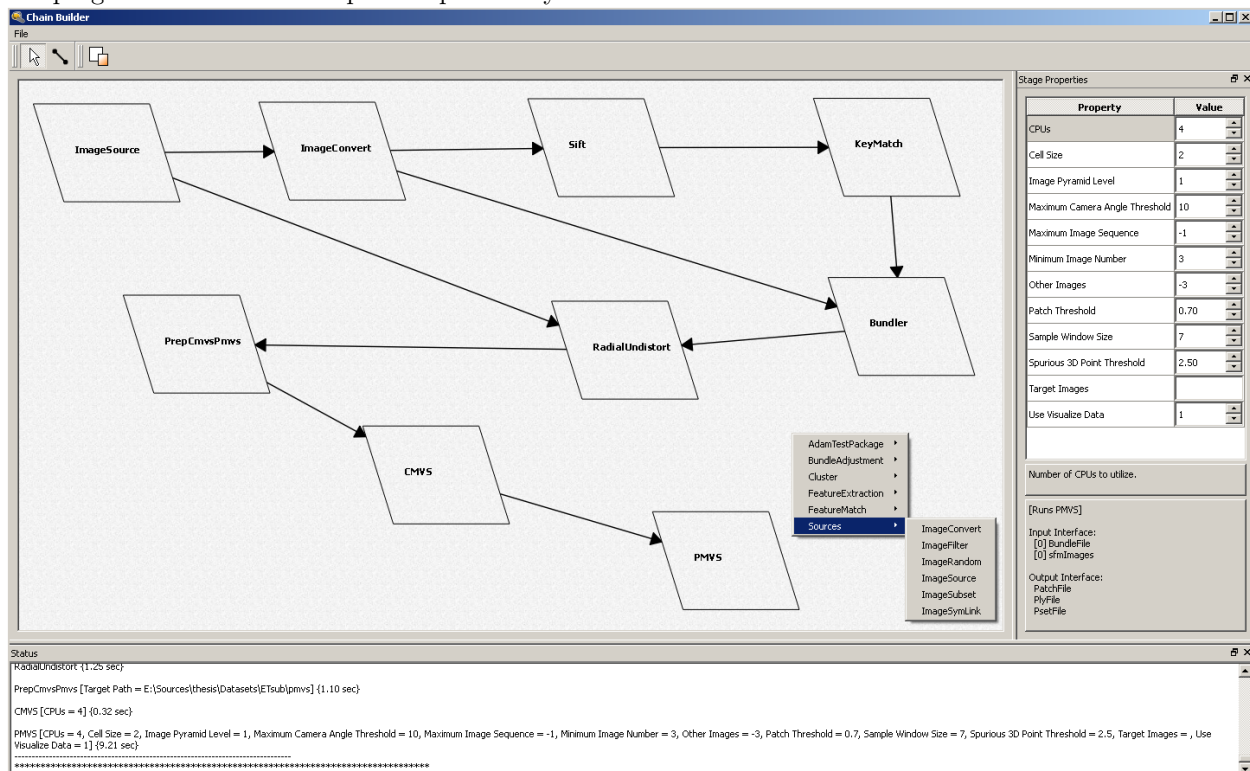 Chain Builder
File
ImageSource
ImageConvert
Sift
KeyMatch
PrepCmvsPmvs
RadialUndistort
Bundler
CMVS
PMVS
AdamTestPackage
BundleAdjustment
Cluster
FeatureExtraction
FeatureMatch
Sources
ImageConvert
ImageFilter
ImageRandom
ImageSource
ImageSubset
ImageSymLink
Stage Properties
Property Value
CPUs 4
Cell Size 2
Image Pyramid Level 1
Maximum Camera Angle Threshold 10
Maximum Image Sequence -1
Minimum Image Number 3
Other Images -3
Patch Threshold 0.70
Sample Window Size 7
Spurious 3D Point Threshold 2.50
Target Images
Use Visualize Data 1
Number of CPUs to utilize.
[Runs PMVS]
Input Interface:
[0] BundleFile
[0] sfmImages
Output Interface:
PatchFile
PlyFile
PsetFile
Status
RadialUndistort {1.25 sec}
PrepCmvsPmvs [Target Path = E:\Sources\thesis\Datasets\ETsub\pmvs] {1.10 sec}
CMVS [CPUs = 4] {0.32 sec}
PMVS [CPUs = 4, Cell Size = 2, Image Pyramid Level = 1, Maximum Camera Angle Threshold = 10, Maximum Image Sequence = -1, Minimum Image Number = 3, Other Images = -3, Patch Threshold = 0.7, Sample Window Size = 7, Spurious 3D Point Threshold = 2.5, Target Images = , Use
Visualize Data = 1] {9.21 sec}